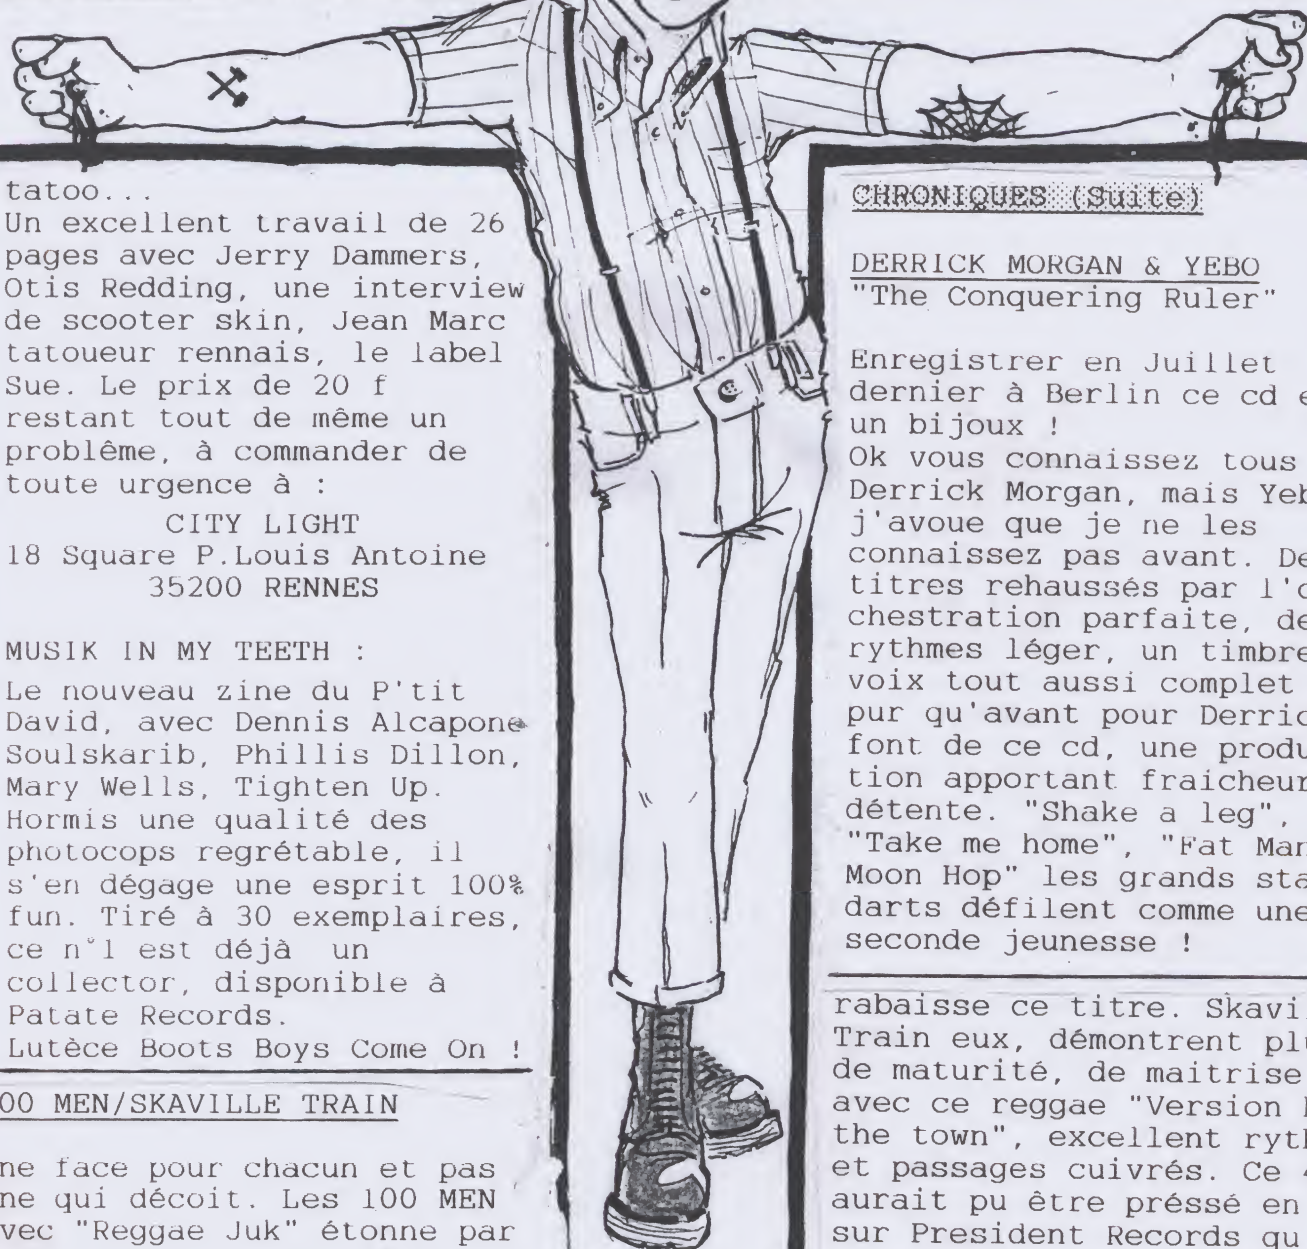 tatoo...
Un excellent travail de 26
pages avec Jerry Dammers,
Otis Redding, une interview
de scooter skin, Jean Marc
tatoueur rennais, le label
Sue. Le prix de 20 f
restant tout de même un
problême, à commander de
toute urgence à :
CITY LIGHT
18 Square P.Louis Antoine
35200 RENNES
MUSIK IN MY TEETH :
Le nouveau zine du P'tit
David, avec Dennis Alcapone
Soulskarib, Phillis Dillon,
Mary Wells, Tighten Up.
Hormis une qualité des
photocops regrétable, il
s'en dégage une esprit 100%
fun. Tiré à 30 exemplaires,
ce n°1 est déjà un
collector, disponible à
Patate Records.
Lutèce Boots Boys Come On !
00 MEN/SKAVILLE TRAIN
ne face pour chacun et pas
ne qui décoit. Les 100 MEN
vec "Reggae Juk" étonne par
CHRONIQUES (Suite)
DERRICK MORGAN & YEBO
"The Conquering Ruler"
Enregistrer en Juillet
dernier à Berlin ce cd e
un bijoux !
Ok vous connaissez tous
Derrick Morgan, mais Yeb
j'avoue que je ne les
connaissez pas avant. De
titres rehaussés par l'o
chestration parfaite, de
rythmes léger, un timbre
voix tout aussi complet
pur qu'avant pour Derric
font de ce cd, une produ
tion apportant fraicheur
détente. "Shake a leg",
"Take me home", "Fat Man
Moon Hop" les grands sta
darts défilent comme une
seconde jeunesse !
rabaisse ce titre. Skavi
Train eux, démontrent plu
de maturité, de maitrise
avec ce reggae "Version
the town", excellent ryth
et passages cuivrés. Ce
aurait pu être préssé en
sur President Records qu